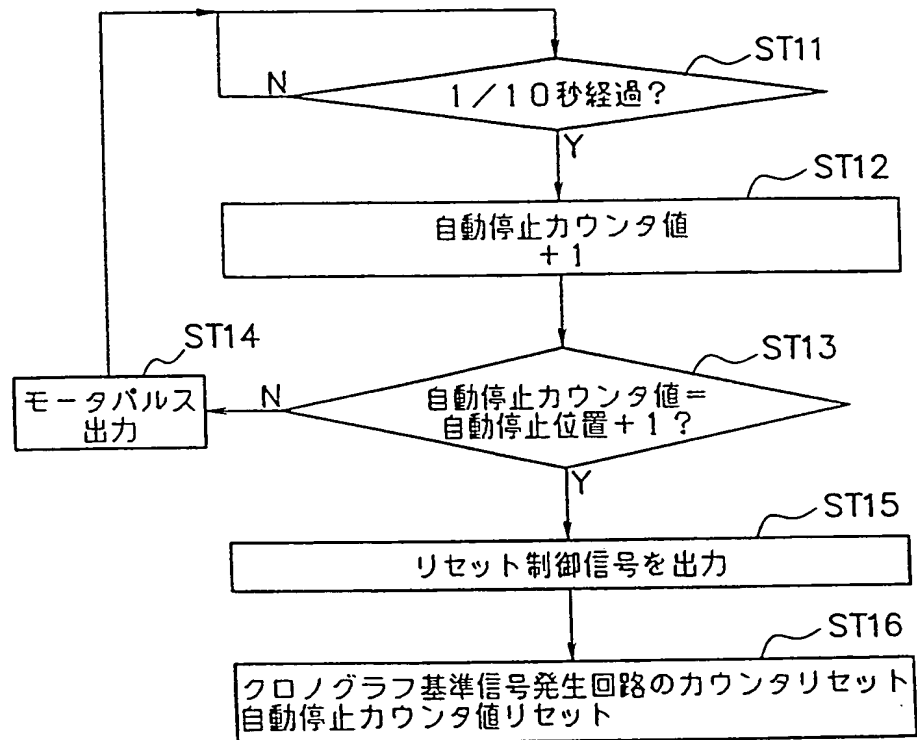 ST11
1/10秒経過?
N
Y
ST12
自動停止カウンタ値
+1
ST14
ST13
モータパルス
出力
N
自動停止カウンタ値=
自動停止位置+1?
Y
ST15
リセット制御信号を出力
ST16
クロノグラフ基準信号発生回路のカウンタリセット
自動停止カウンタ値リセット